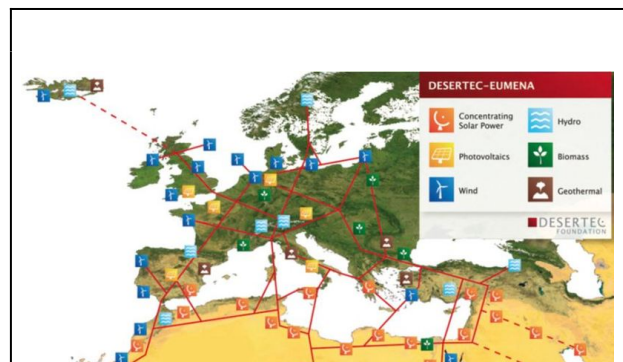 DESERTEC-EUMENA
Concentrating
Solar Power
Hydro
Photovoltaics
Biomass
Wind
Geothermal
DESERTEC
FOUNDATION